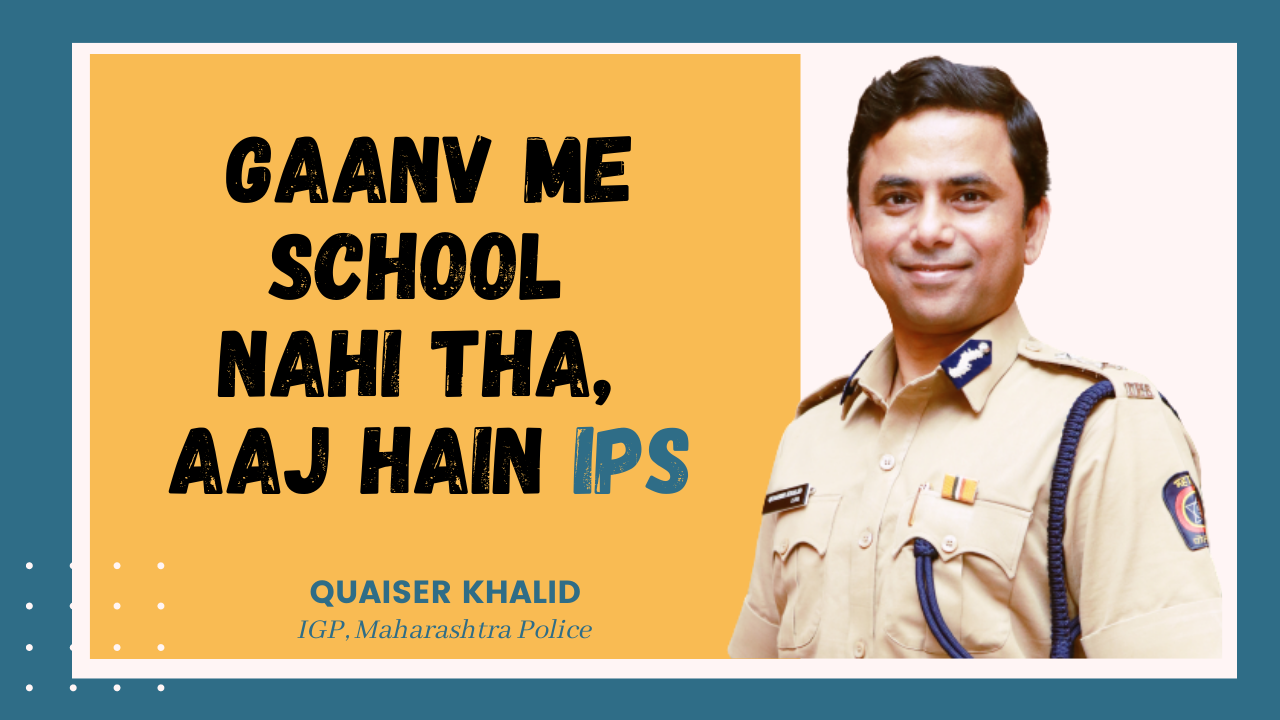 GAANV ME
SCHOOL
NAHI THA,
AAJ HAIN IPS
QUAISER KHALID
IGP, Maharashtra Police